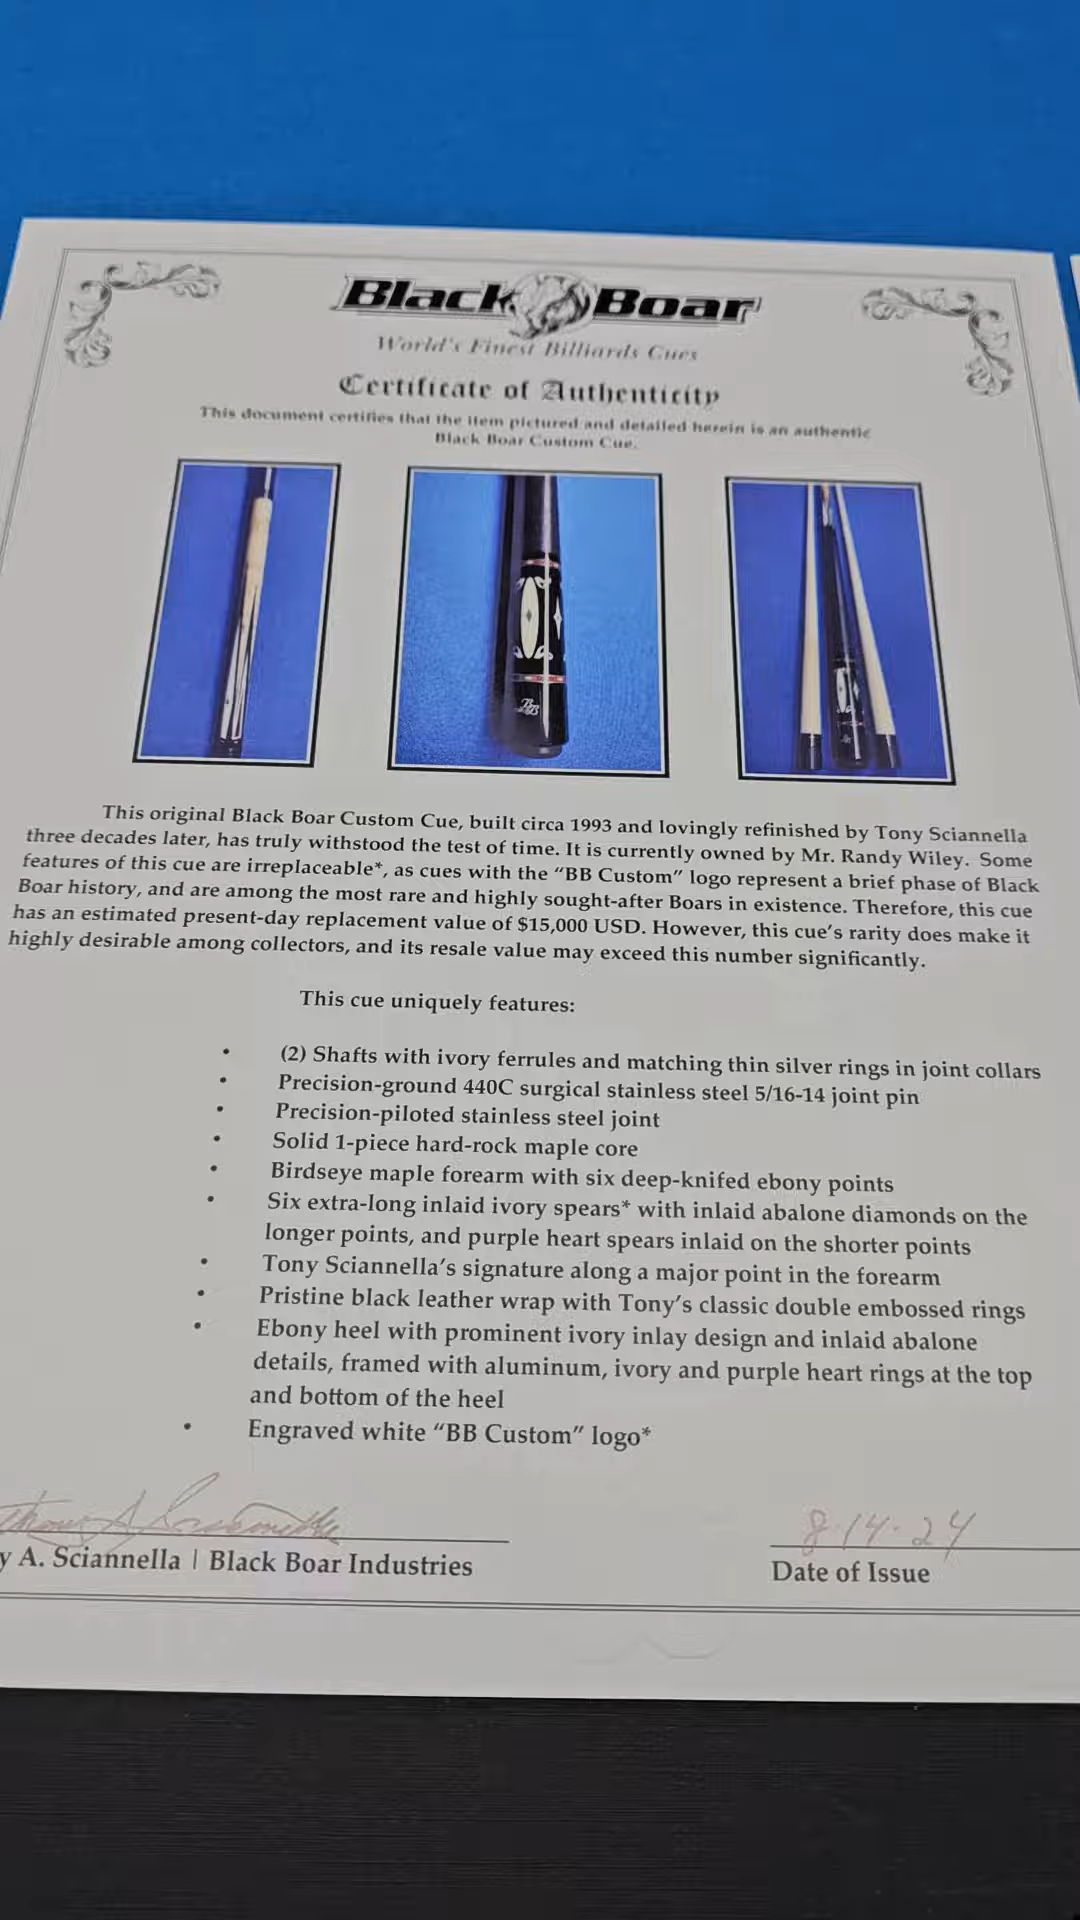 Black Boar
World's Finest Billiards Cues
Certificate of Authenticity
This document certifies that the item pictured and detailed herein is an authentic
Black Boar Custom Cue.
BB
This original Black Boar Custom Cue, built circa 1993 and lovingly refinished by Tony Sciannella
three decades later, has truly withstood the test of time. It is currently owned by Mr. Randy Wiley. Some
features of this cue are irreplaceable*, as cues with the “BB Custom” logo represent a brief phase of Black
Boar history, and are among the most rare and highly sought-after Boars in existence. Therefore, this cue
has an estimated present-day replacement value of $15,000 USD. However, this cue’s rarity does make it
highly desirable among collectors, and its resale value may exceed this number significantly.
This cue uniquely features:
• (2) Shafts with ivory ferrules and matching thin silver rings in joint collars
• Precision-ground 440C surgical stainless steel 5/16-14 joint pin
• Precision-piloted stainless steel joint
• Solid 1-piece hard-rock maple core
• Birdseye maple forearm with six deep-knifed ebony points
• Six extra-long inlaid ivory spears* with inlaid abalone diamonds on the
longer points, and purple heart spears inlaid on the shorter points
• Tony Sciannella’s signature along a major point in the forearm
• Pristine black leather wrap with Tony’s classic double embossed rings
• Ebony heel with prominent ivory inlay design and inlaid abalone
details, framed with aluminum, ivory and purple heart rings at the top
and bottom of the heel
• Engraved white “BB Custom” logo*
8-14-24
y A. Sciannella | Black Boar Industries
Date of Issue